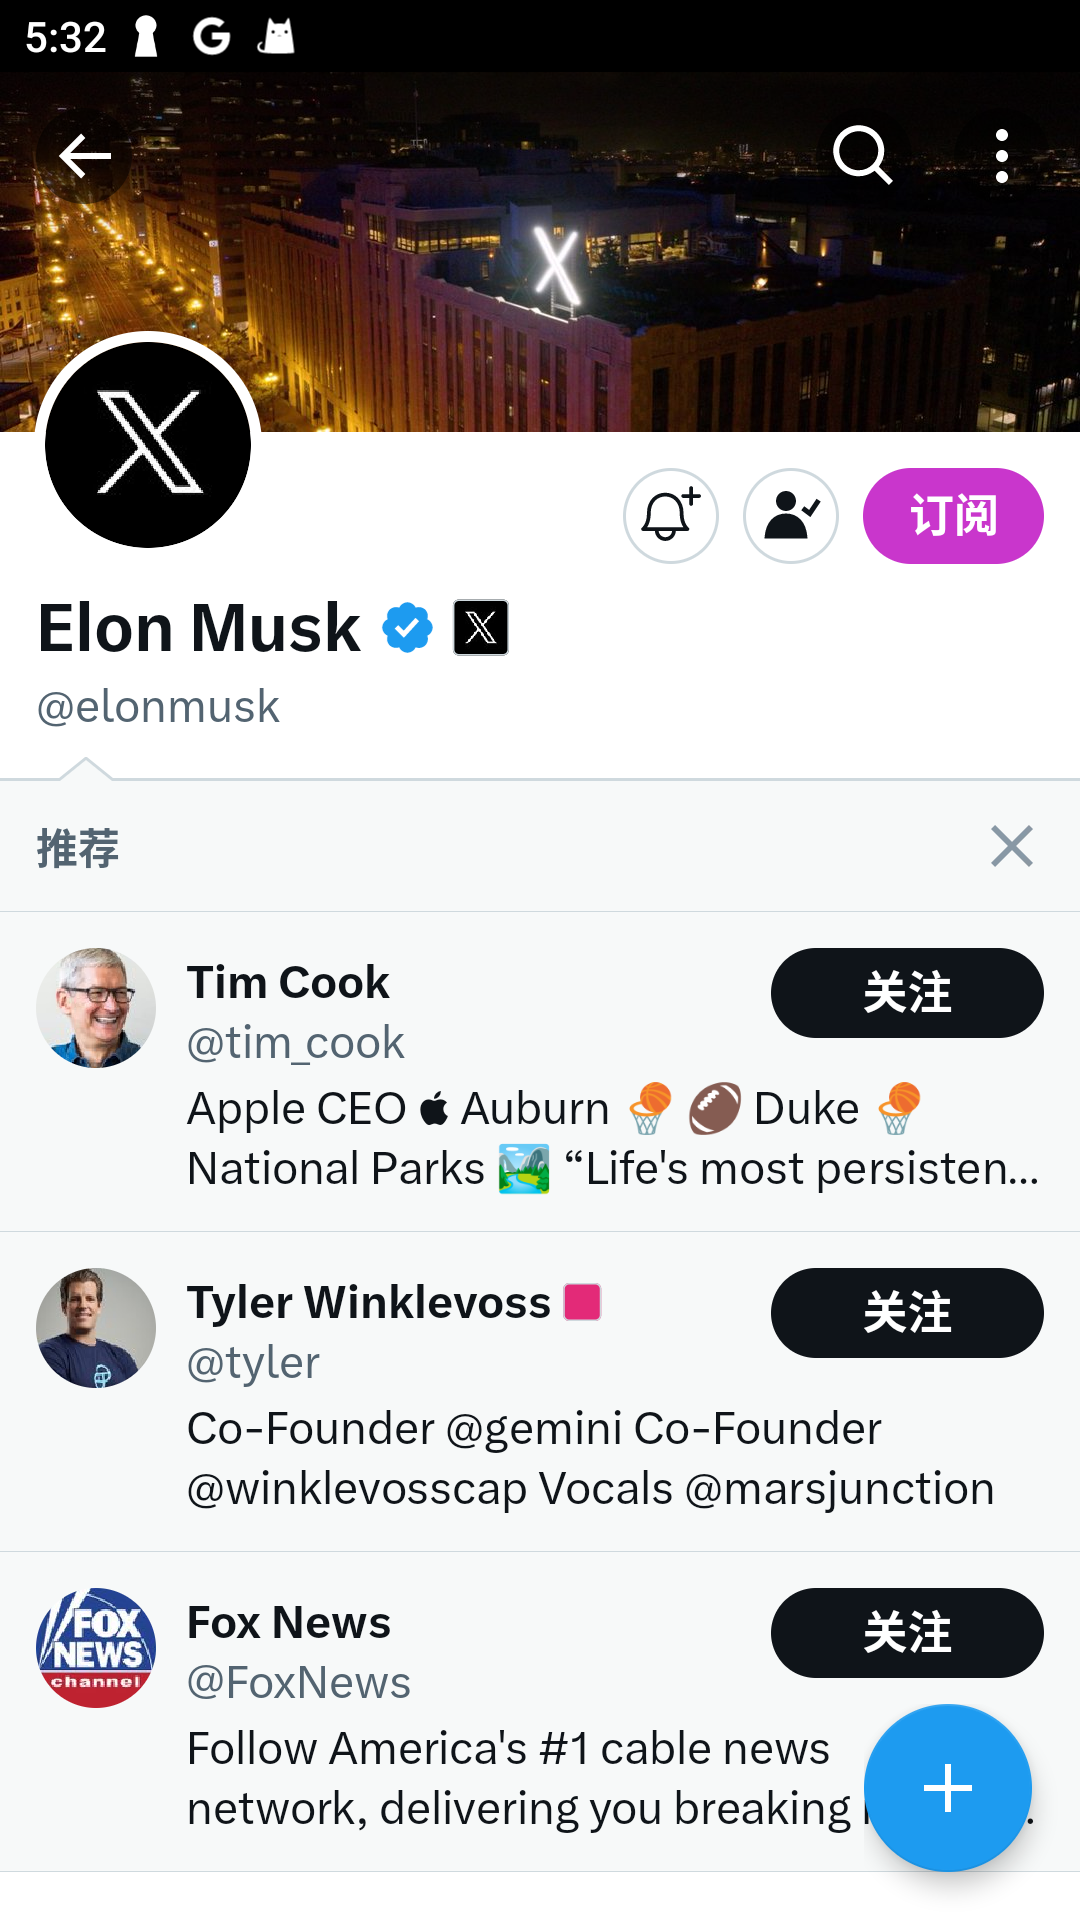 5:32
订阅
Elon Musk
@elonmusk
推荐
Tim Cook
关注
@tim_cook
Apple CEO Auburn 🏀 🏈 Duke 🏀
National Parks 🏞️ “Life's most persisten...
Tyler Winklevoss
关注
@tyler
Co-Founder @gemini Co-Founder
@winklevosscap Vocals @marsjunction
FOX
NEWS
channel
Fox News
关注
@FoxNews
Follow America's #1 cable news
network, delivering you breaking